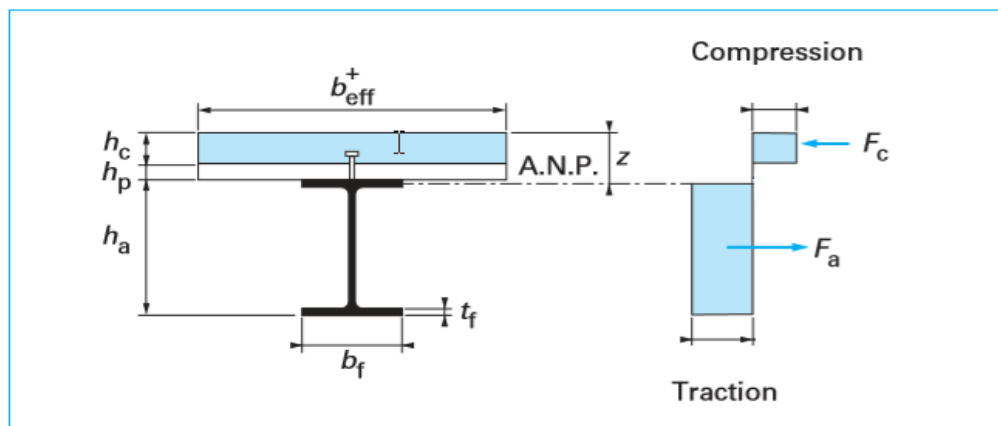 Compression
b⁺eff
hc
Fc
z
A.N.P.
hp
ha
Fa
tf
bf
Traction